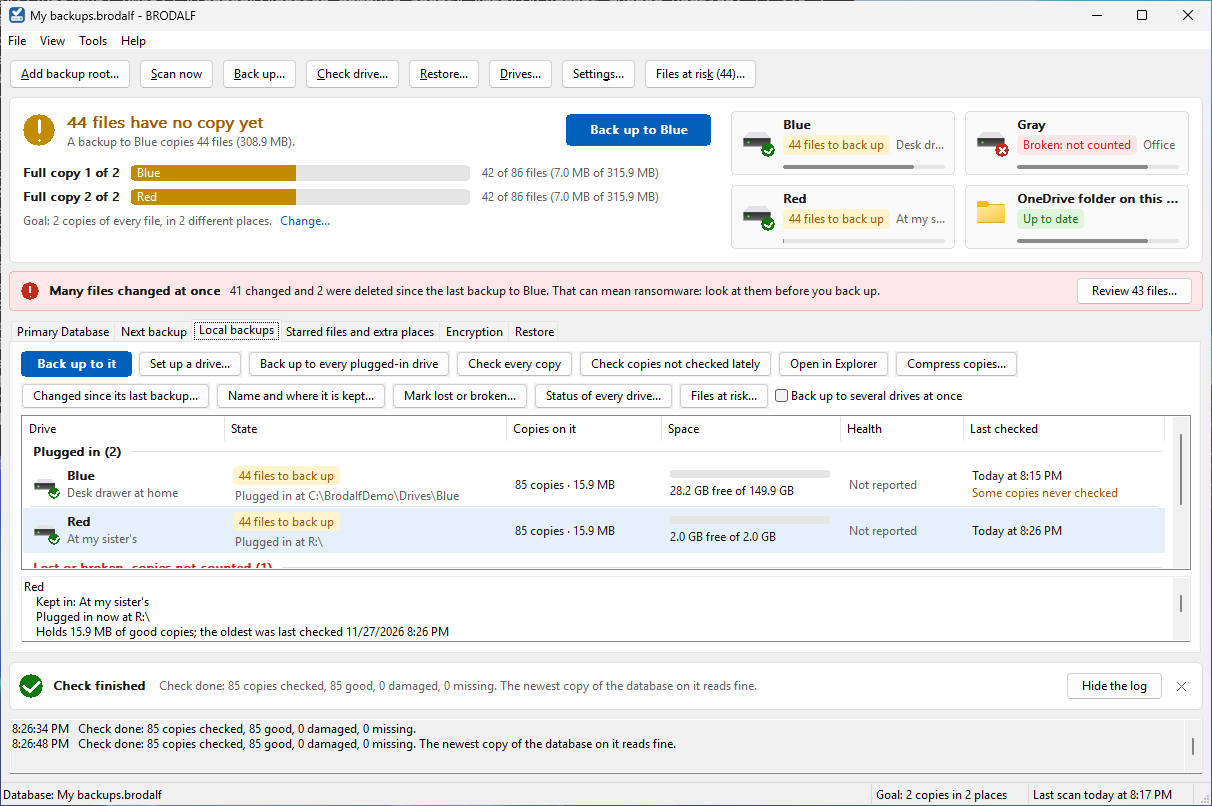 My backups.brodalf - BRODALF
File View Tools Help
Add backup root... Scan now Back up... Check drive... Restore... Drives... Settings... Files at risk (44)...
44 files have no copy yet
A backup to Blue copies 44 files (308.9 MB).
Back up to Blue
Full copy 1 of 2 Blue 42 of 86 files (7.0 MB of 315.9 MB)
Full copy 2 of 2 Red 42 of 86 files (7.0 MB of 315.9 MB)
Goal: 2 copies of every file, in 2 different places. Change...
Blue
44 files to back up Desk dr...
Gray
Broken: not counted Office
Red
44 files to back up At my s...
OneDrive folder on this ...
Up to date
Many files changed at once 41 changed and 2 were deleted since the last backup to Blue. That can mean ransomware: look at them before you back up. Review 43 files...
Primary Database Next backup Local backups Starred files and extra places Encryption Restore
Back up to it Set up a drive... Back up to every plugged-in drive Check every copy Check copies not checked lately Open in Explorer Compress copies...
Changed since its last backup... Name and where it is kept... Mark lost or broken... Status of every drive... Files at risk... Back up to several drives at once
Drive State Copies on it Space Health Last checked
Plugged in (2)
Blue
Desk drawer at home
44 files to back up
Plugged in at C:\BrodalfDemo\Drives\Blue
85 copies · 15.9 MB
28.2 GB free of 149.9 GB
Not reported
Today at 8:15 PM
Some copies never checked
Red
At my sister's
44 files to back up
Plugged in at R:\
85 copies · 15.9 MB
2.0 GB free of 2.0 GB
Not reported
Today at 8:26 PM
Lost or broken, copies not counted (1)
Red
Kept in: At my sister's
Plugged in now at R:\
Holds 15.9 MB of good copies; the oldest was last checked 11/27/2026 8:26 PM
Check finished Check done: 85 copies checked, 85 good, 0 damaged, 0 missing. The newest copy of the database on it reads fine. Hide the log
8:26:34 PM Check done: 85 copies checked, 85 good, 0 damaged, 0 missing.
8:26:48 PM Check done: 85 copies checked, 85 good, 0 damaged, 0 missing. The newest copy of the database on it reads fine.
Database: My backups.brodalf Goal: 2 copies in 2 places Last scan today at 8:17 PM